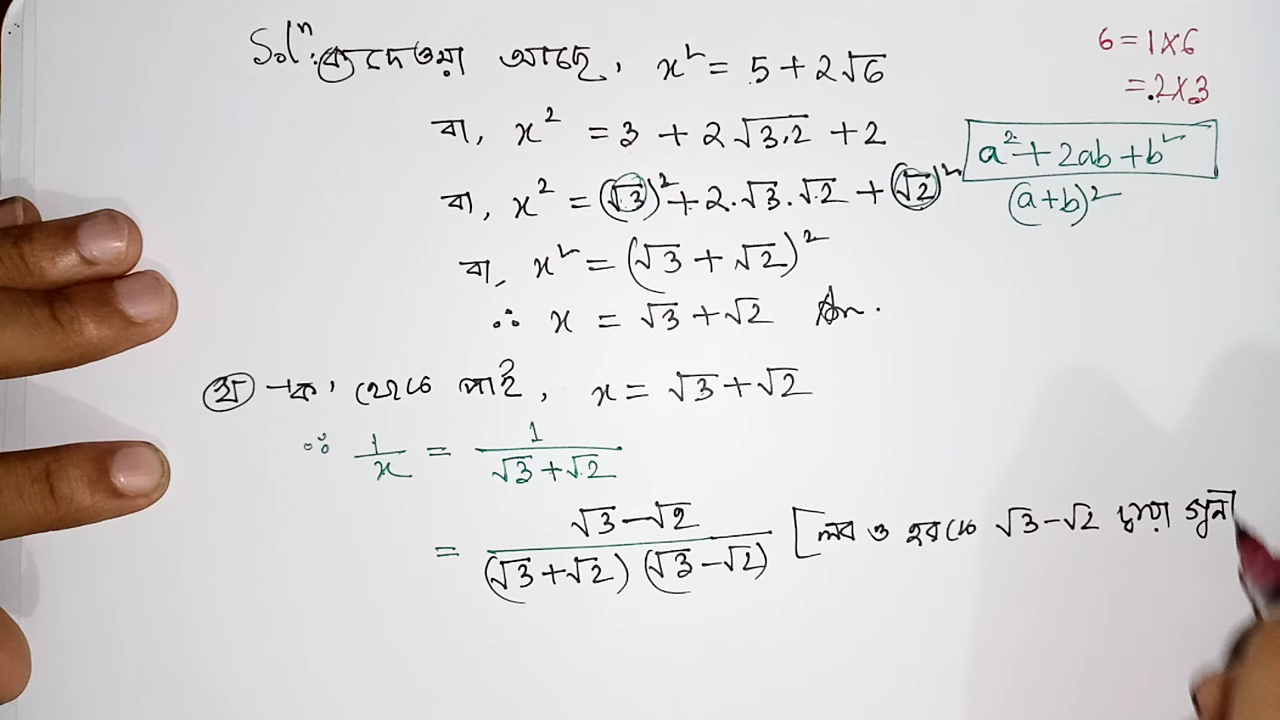 Solⁿ: ক দেওয়া আছে, x² = 5 + 2√6
6 = 1×6
= 2×3
বা, x² = 3 + 2√3.2 + 2
a² + 2ab + b²
বা, x² = (√3)² + 2.√3.√2 + (√2)²
(a+b)²
বা, x² = (√3 + √2)²
∴ x = √3 + √2 An.
খ 'ক' থেকে পাই, x = √3 + √2
∴ 1/x = 1/(√3 + √2)
= (√3 − √2)/((√3 + √2) (√3 − √2)) [লব ও হরকে √3 − √2 দ্বারা গুন